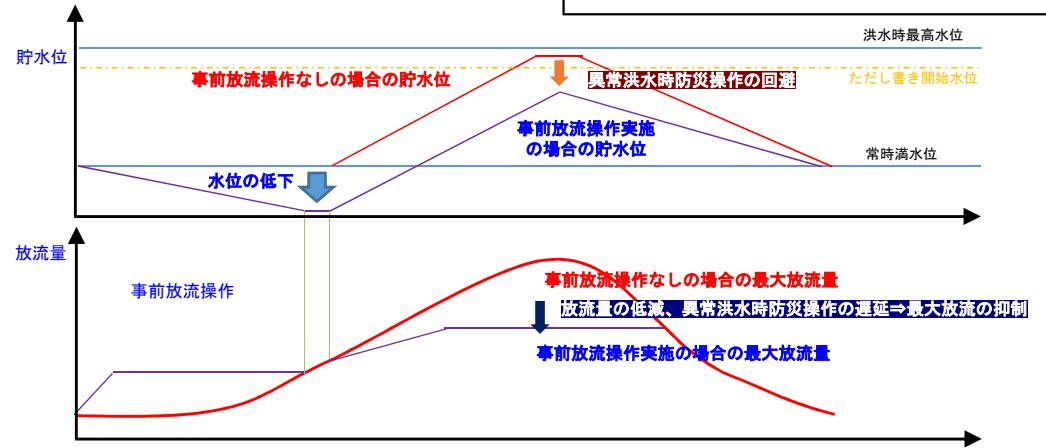 洪水時最高水位
貯水位
ただし書き開始水位
事前放流操作なしの場合の貯水位
異常洪水時防災操作の回避
事前放流操作実施
の場合の貯水位
常時満水位
水位の低下
放流量
事前放流操作
事前放流操作なしの場合の最大放流量
放流量の低減、異常洪水時防災操作の遅延⇒最大放流の抑制
事前放流操作実施の場合の最大放流量